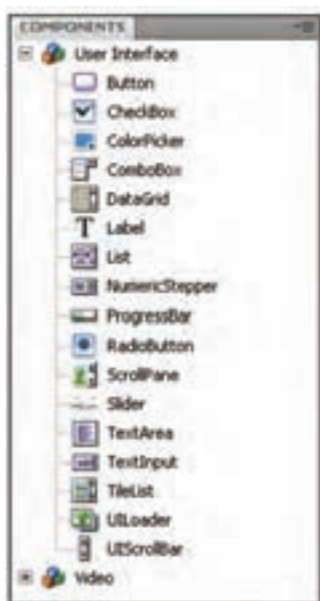 COMPONENTS
User Interface
Button
CheckBox
ColorPicker
ComboBox
DataGrid
Label
List
NumericStepper
ProgressBar
RadioButton
ScrollPane
Slider
TextArea
TextInput
TileList
UILoader
UIScrollBar
Video